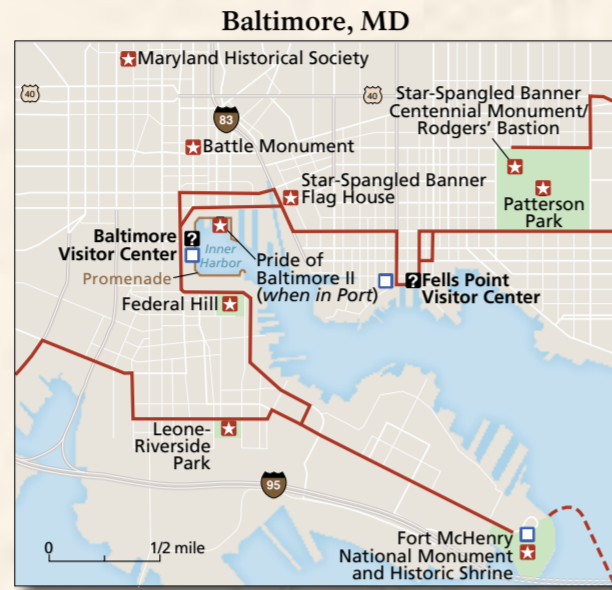 Baltimore, MD
Maryland Historical Society
40
40
83
Star-Spangled Banner
Centennial Monument/
Rodgers' Bastion
Battle Monument
Star-Spangled Banner
Flag House
Patterson
Park
Baltimore
Visitor Center
?
Inner
Harbor
Promenade
Pride of
Baltimore II
(when in Port)
?
Fells Point
Visitor Center
Federal Hill
Leone-
Riverside
Park
95
Fort McHenry
National Monument
and Historic Shrine
0
1/2 mile